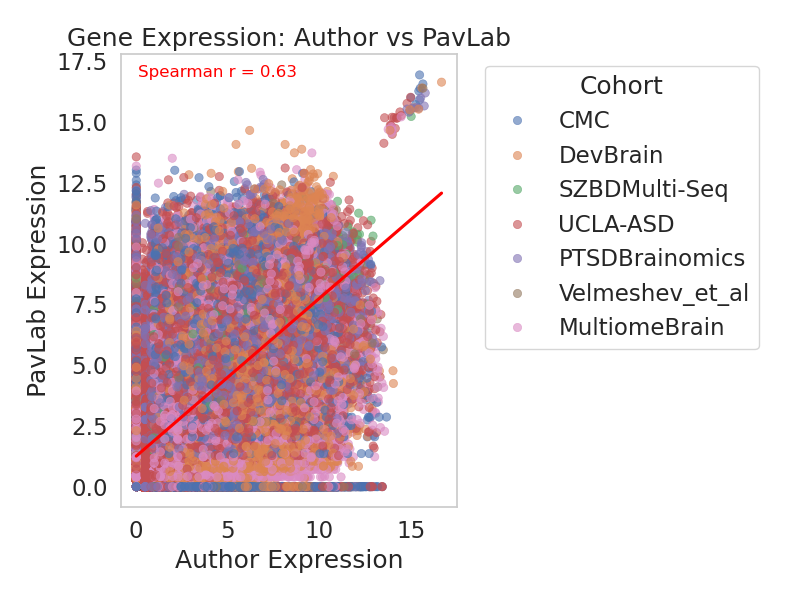 Gene Expression: Author vs PavLab
Spearman r = 0.63
17.5
15.0
12.5
10.0
7.5
5.0
2.5
0.0
PavLab Expression
0 5 10 15
Author Expression
Cohort
CMC
DevBrain
SZBDMulti-Seq
UCLA-ASD
PTSDBrainomics
Velmeshev_et_al
MultiomeBrain